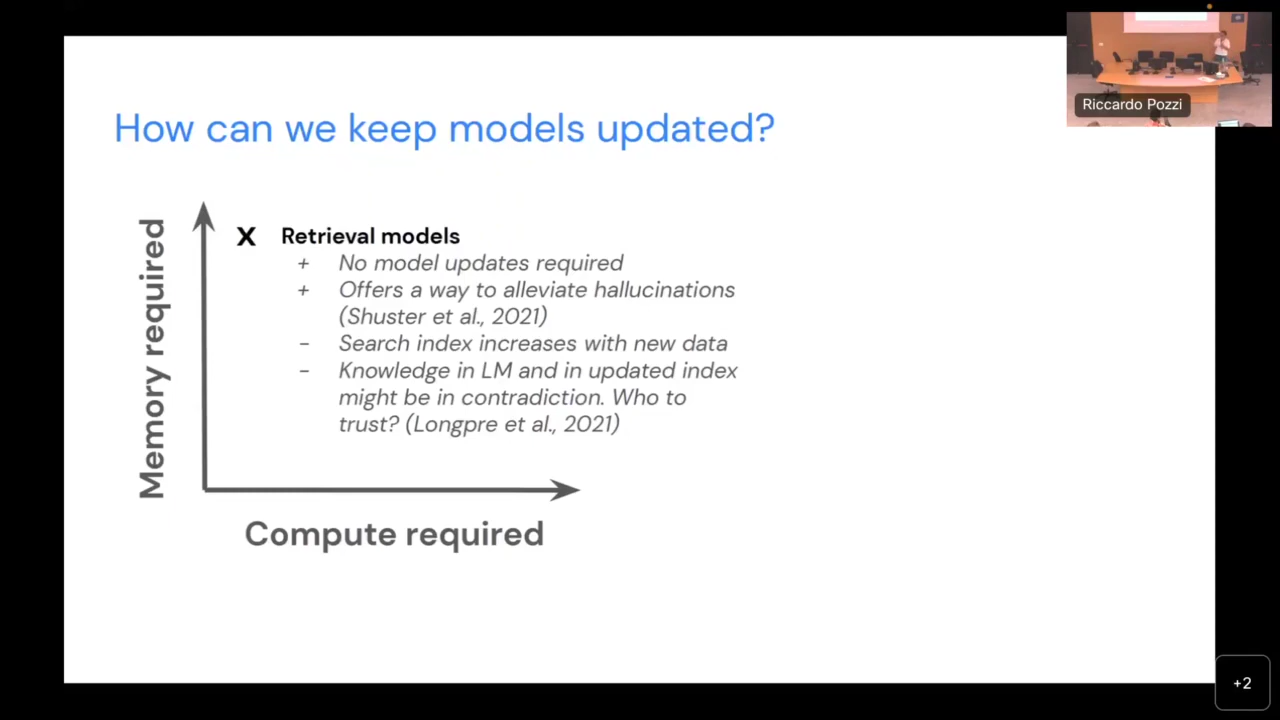 How can we keep models updated?
Riccardo Pozzi
Memory required
X Retrieval models
+ No model updates required
+ Offers a way to alleviate hallucinations
(Shuster et al., 2021)
- Search index increases with new data
- Knowledge in LM and in updated index
might be in contradiction. Who to
trust? (Longpre et al., 2021)
Compute required
+2